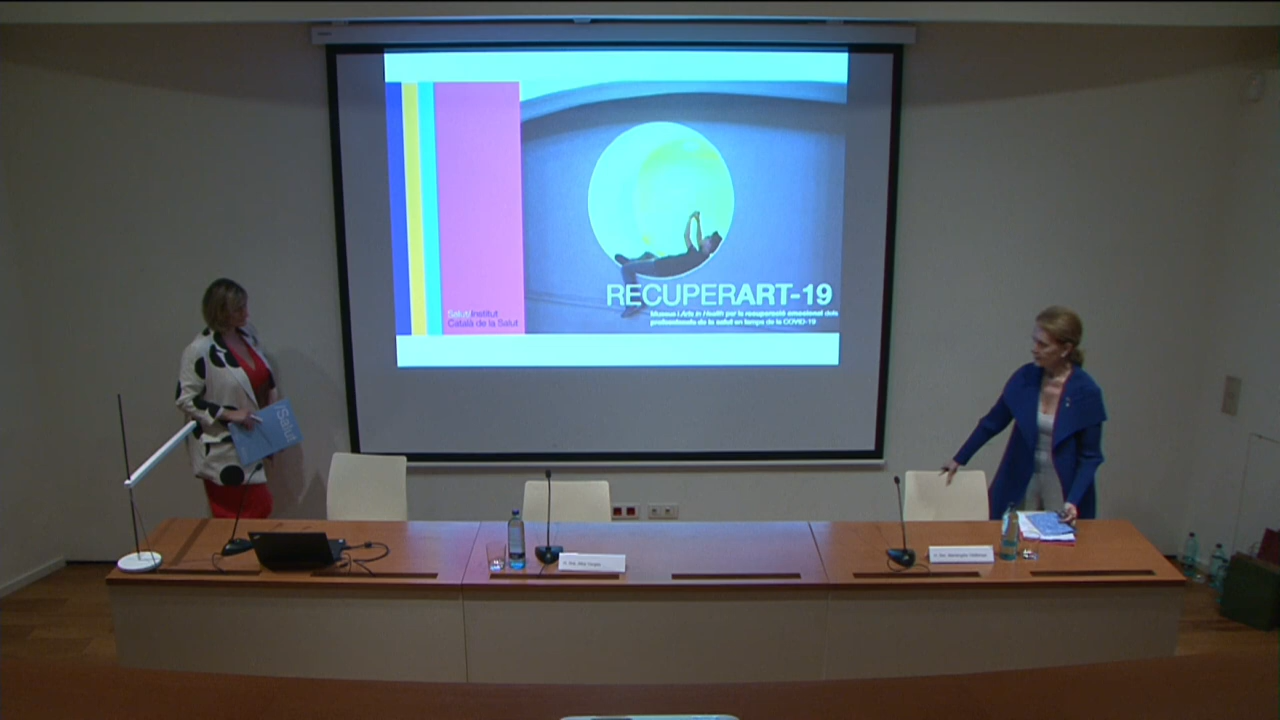 RECUPERART-19
Museus i Arts in Health per la recuperació emocional dels
professionals de la salut en temps de la COVID-19
Salut/Institut
Català de la Salut
/Salut